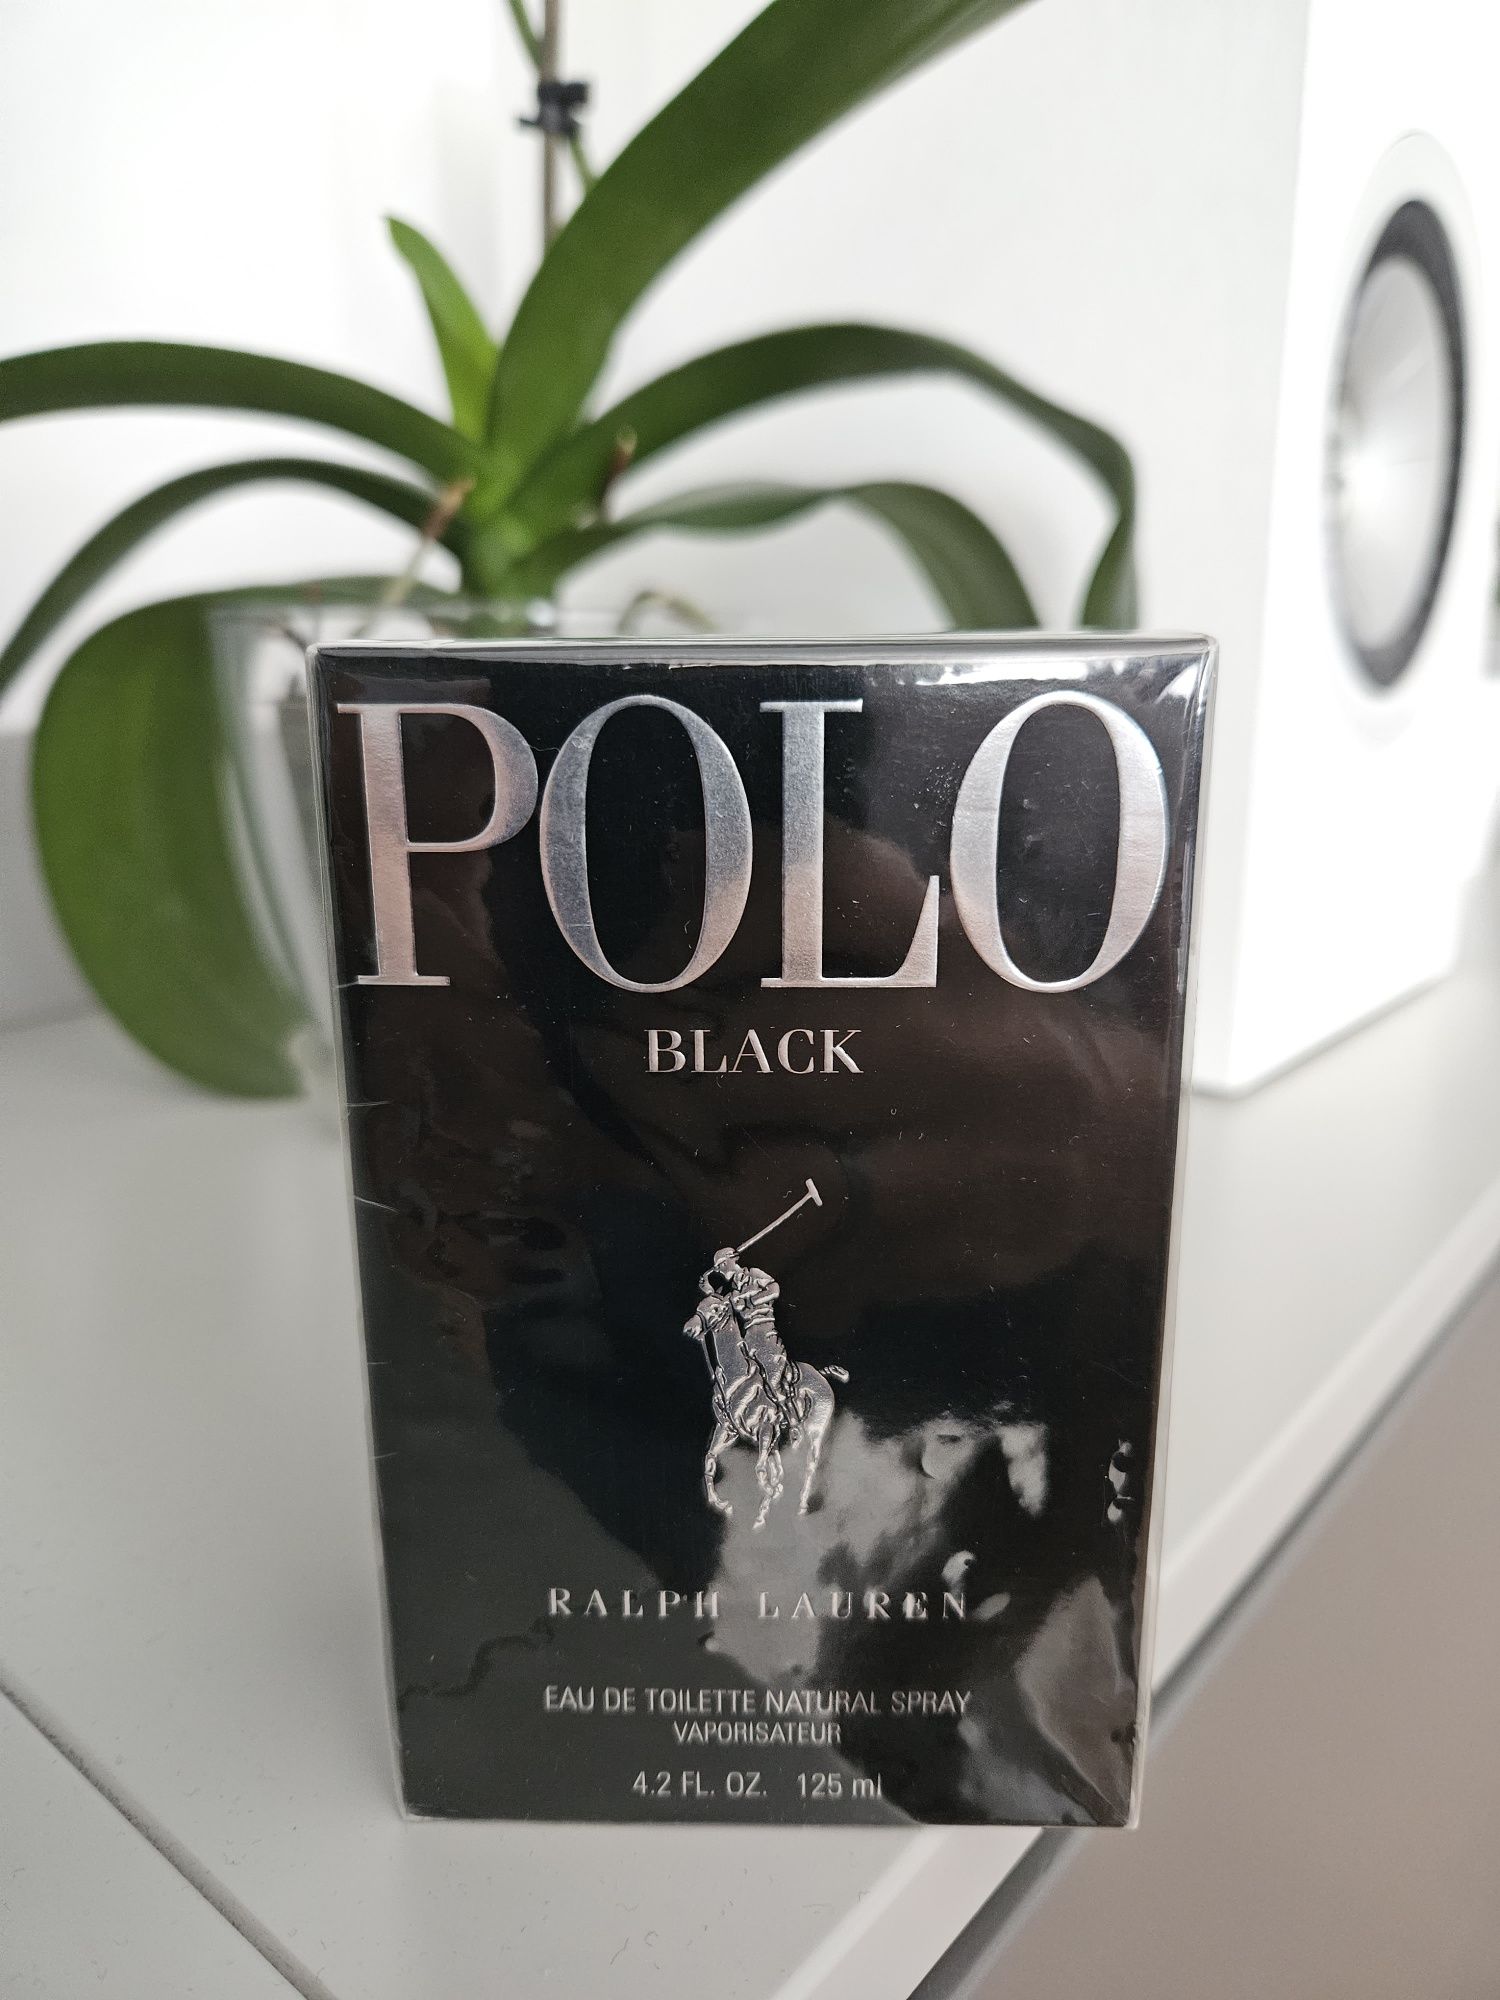 POLO
BLACK
RALPH LAUREN
EAU DE TOILETTE NATURAL SPRAY
VAPORISATEUR
4.2 FL. OZ. 125 ml